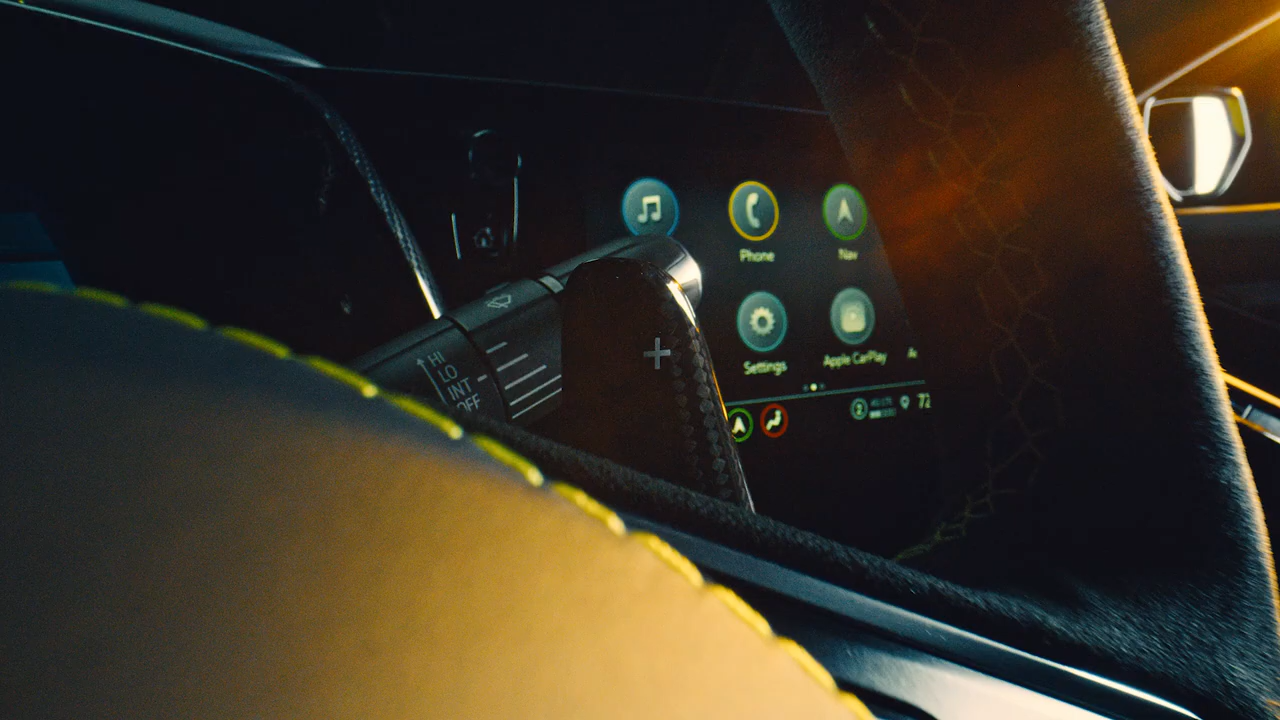 Phone
Nav
Settings
Apple CarPlay
72
HI
LO
INT
OFF
+